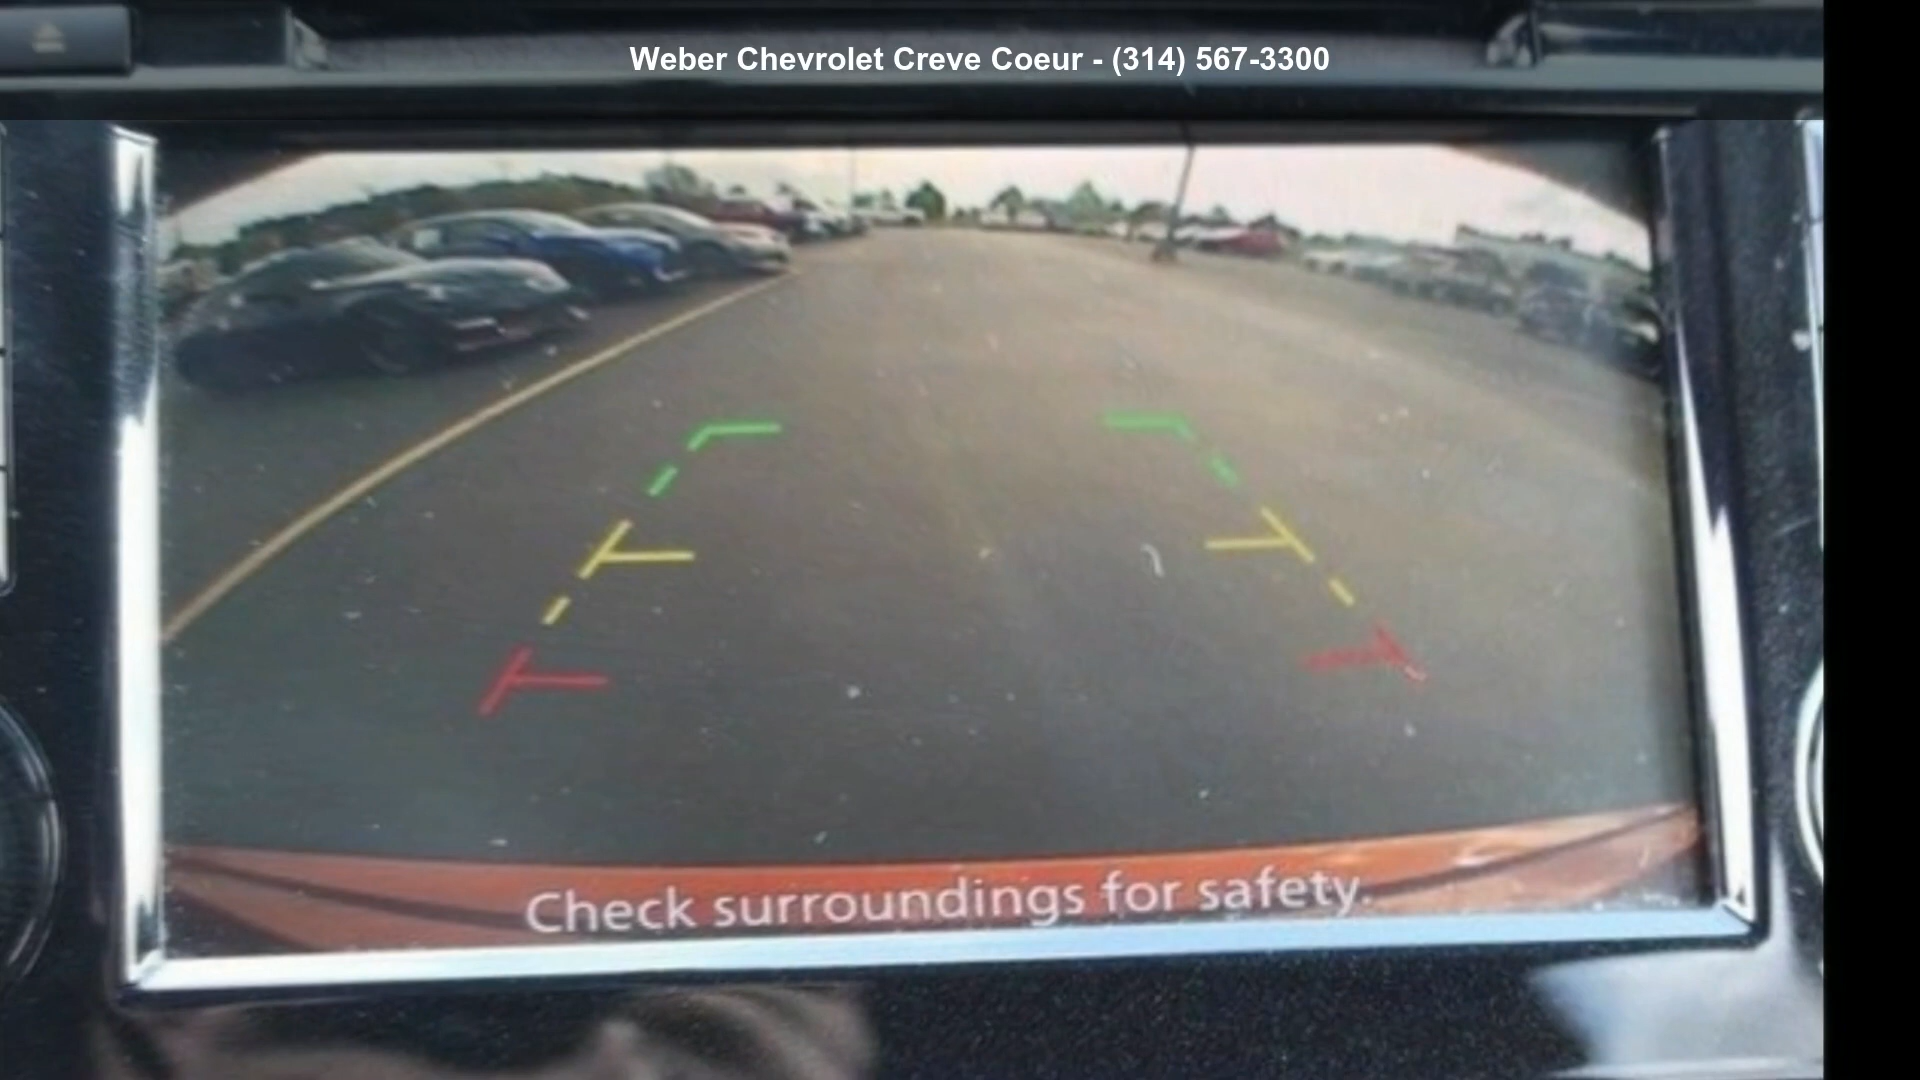 Weber Chevrolet Creve Coeur - (314) 567-3300
Check surroundings for safety.